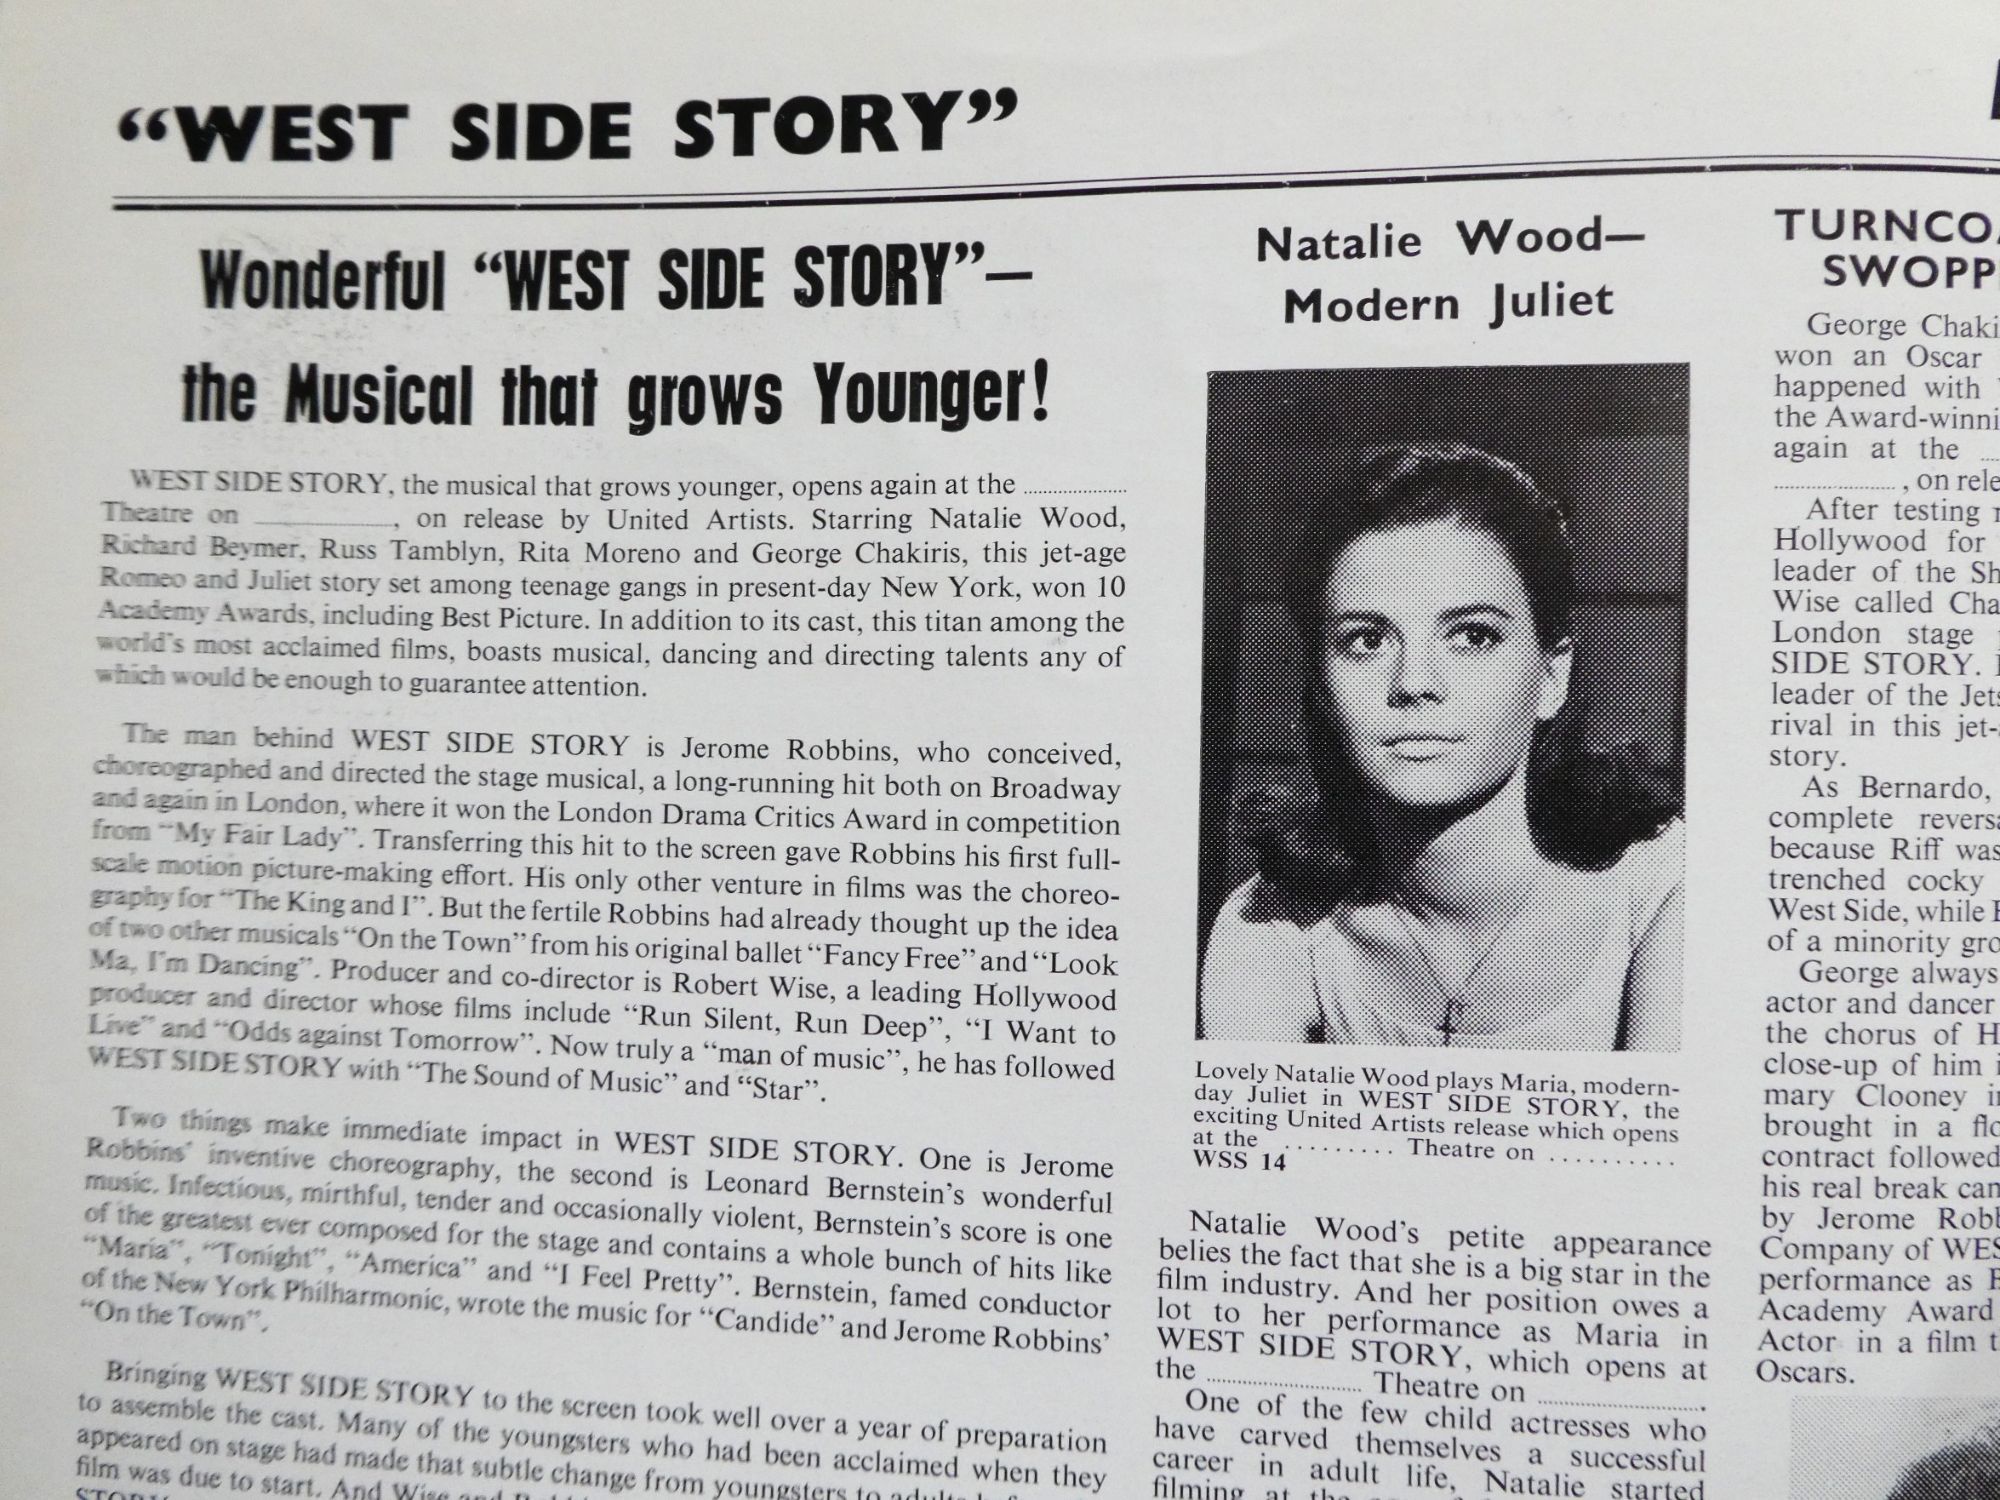 “WEST SIDE STORY”
Wonderful “WEST SIDE STORY”—
the Musical that grows Younger!
WEST SIDE STORY, the musical that grows younger, opens again at the ........................
Theatre on ........................, on release by United Artists. Starring Natalie Wood,
Richard Beymer, Russ Tamblyn, Rita Moreno and George Chakiris, this jet-age
Romeo and Juliet story set among teenage gangs in present-day New York, won 10
Academy Awards, including Best Picture. In addition to its cast, this titan among the
world's most acclaimed films, boasts musical, dancing and directing talents any of
which would be enough to guarantee attention.
The man behind WEST SIDE STORY is Jerome Robbins, who conceived,
choreographed and directed the stage musical, a long-running hit both on Broadway
and again in London, where it won the London Drama Critics Award in competition
from “My Fair Lady”. Transferring this hit to the screen gave Robbins his first full-
scale motion picture-making effort. His only other venture in films was the choreo-
graphy for “The King and I”. But the fertile Robbins had already thought up the idea
of two other musicals “On the Town” from his original ballet “Fancy Free” and “Look
Ma, I'm Dancing”. Producer and co-director is Robert Wise, a leading Hollywood
producer and director whose films include “Run Silent, Run Deep”, “I Want to
Live” and “Odds against Tomorrow”. Now truly a “man of music”, he has followed
WEST SIDE STORY with “The Sound of Music” and “Star”.
Two things make immediate impact in WEST SIDE STORY. One is Jerome
Robbins' inventive choreography, the second is Leonard Bernstein's wonderful
music. Infectious, mirthful, tender and occasionally violent, Bernstein's score is one
of the greatest ever composed for the stage and contains a whole bunch of hits like
“Maria”, “Tonight”, “America” and “I Feel Pretty”. Bernstein, famed conductor
of the New York Philharmonic, wrote the music for “Candide” and Jerome Robbins'
“On the Town”.
Bringing WEST SIDE STORY to the screen took well over a year of preparation
to assemble the cast. Many of the youngsters who had been acclaimed when they
appeared on stage had made that subtle change from youngsters to
film was due to start. And Wise
Natalie Wood—
Modern Juliet
Lovely Natalie Wood plays Maria, modern-
day Juliet in WEST SIDE STORY, the
exciting United Artists release which opens
at the ......... Theatre on ..........
WSS 14
Natalie Wood's petite appearance
belies the fact that she is a big star in the
film industry. And her position owes a
lot to her performance as Maria in
WEST SIDE STORY, which opens at
the ........................ Theatre on ........................
One of the few child actresses who
have carved themselves a successful
career in adult life, Natalie started
filming at the
TURNCOA
SWOPP
George Chaki
won an Oscar
happened with
the Award-winni
again at the ...
........................, on rele
After testing
Hollywood for
leader of the Sh
Wise called Cha
London stage
SIDE STORY.
leader of the Jets
rival in this jet-
story.
As Bernardo,
complete revers
because Riff was
trenched cocky
West Side, while
of a minority gro
George always
actor and dancer
the chorus of H
close-up of him i
mary Clooney i
brought in a flo
contract followed
his real break cam
by Jerome Robb
Company of WES
performance as
Academy Award
Actor in a film t
Oscars.